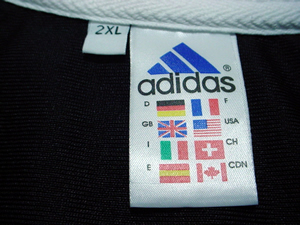 2XL
®
adidas
D F
GB USA
I CH
E CDN